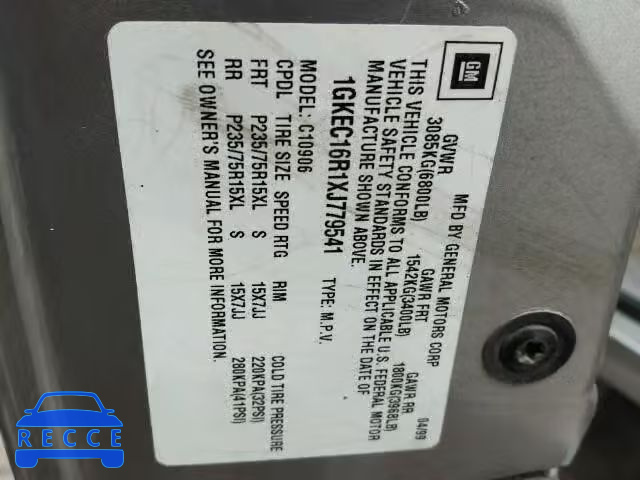 GM
MFD BY GENERAL MOTORS CORP 04/99
GVWR GAWR FRT GAWR RR
3085KG(6800LB) 1542KG(3400LB) 1800KG(3968LB)
THIS VEHICLE CONFORMS TO ALL APPLICABLE U.S. FEDERAL MOTOR
VEHICLE SAFETY STANDARDS IN EFFECT ON THE DATE OF
MANUFACTURE SHOWN ABOVE.
1GKEC16R1XJ779541 TYPE: M.P.V.
MODEL: C10906
CPDL TIRE SIZE SPEED RTG RIM COLD TIRE PRESSURE
FRT P235/75R15XL S 15X7JJ 220KPA(32PSI)
RR P235/75R15XL S 15X7JJ 280KPA(41PSI)
SEE OWNER'S MANUAL FOR MORE INFORMATION
RECCE